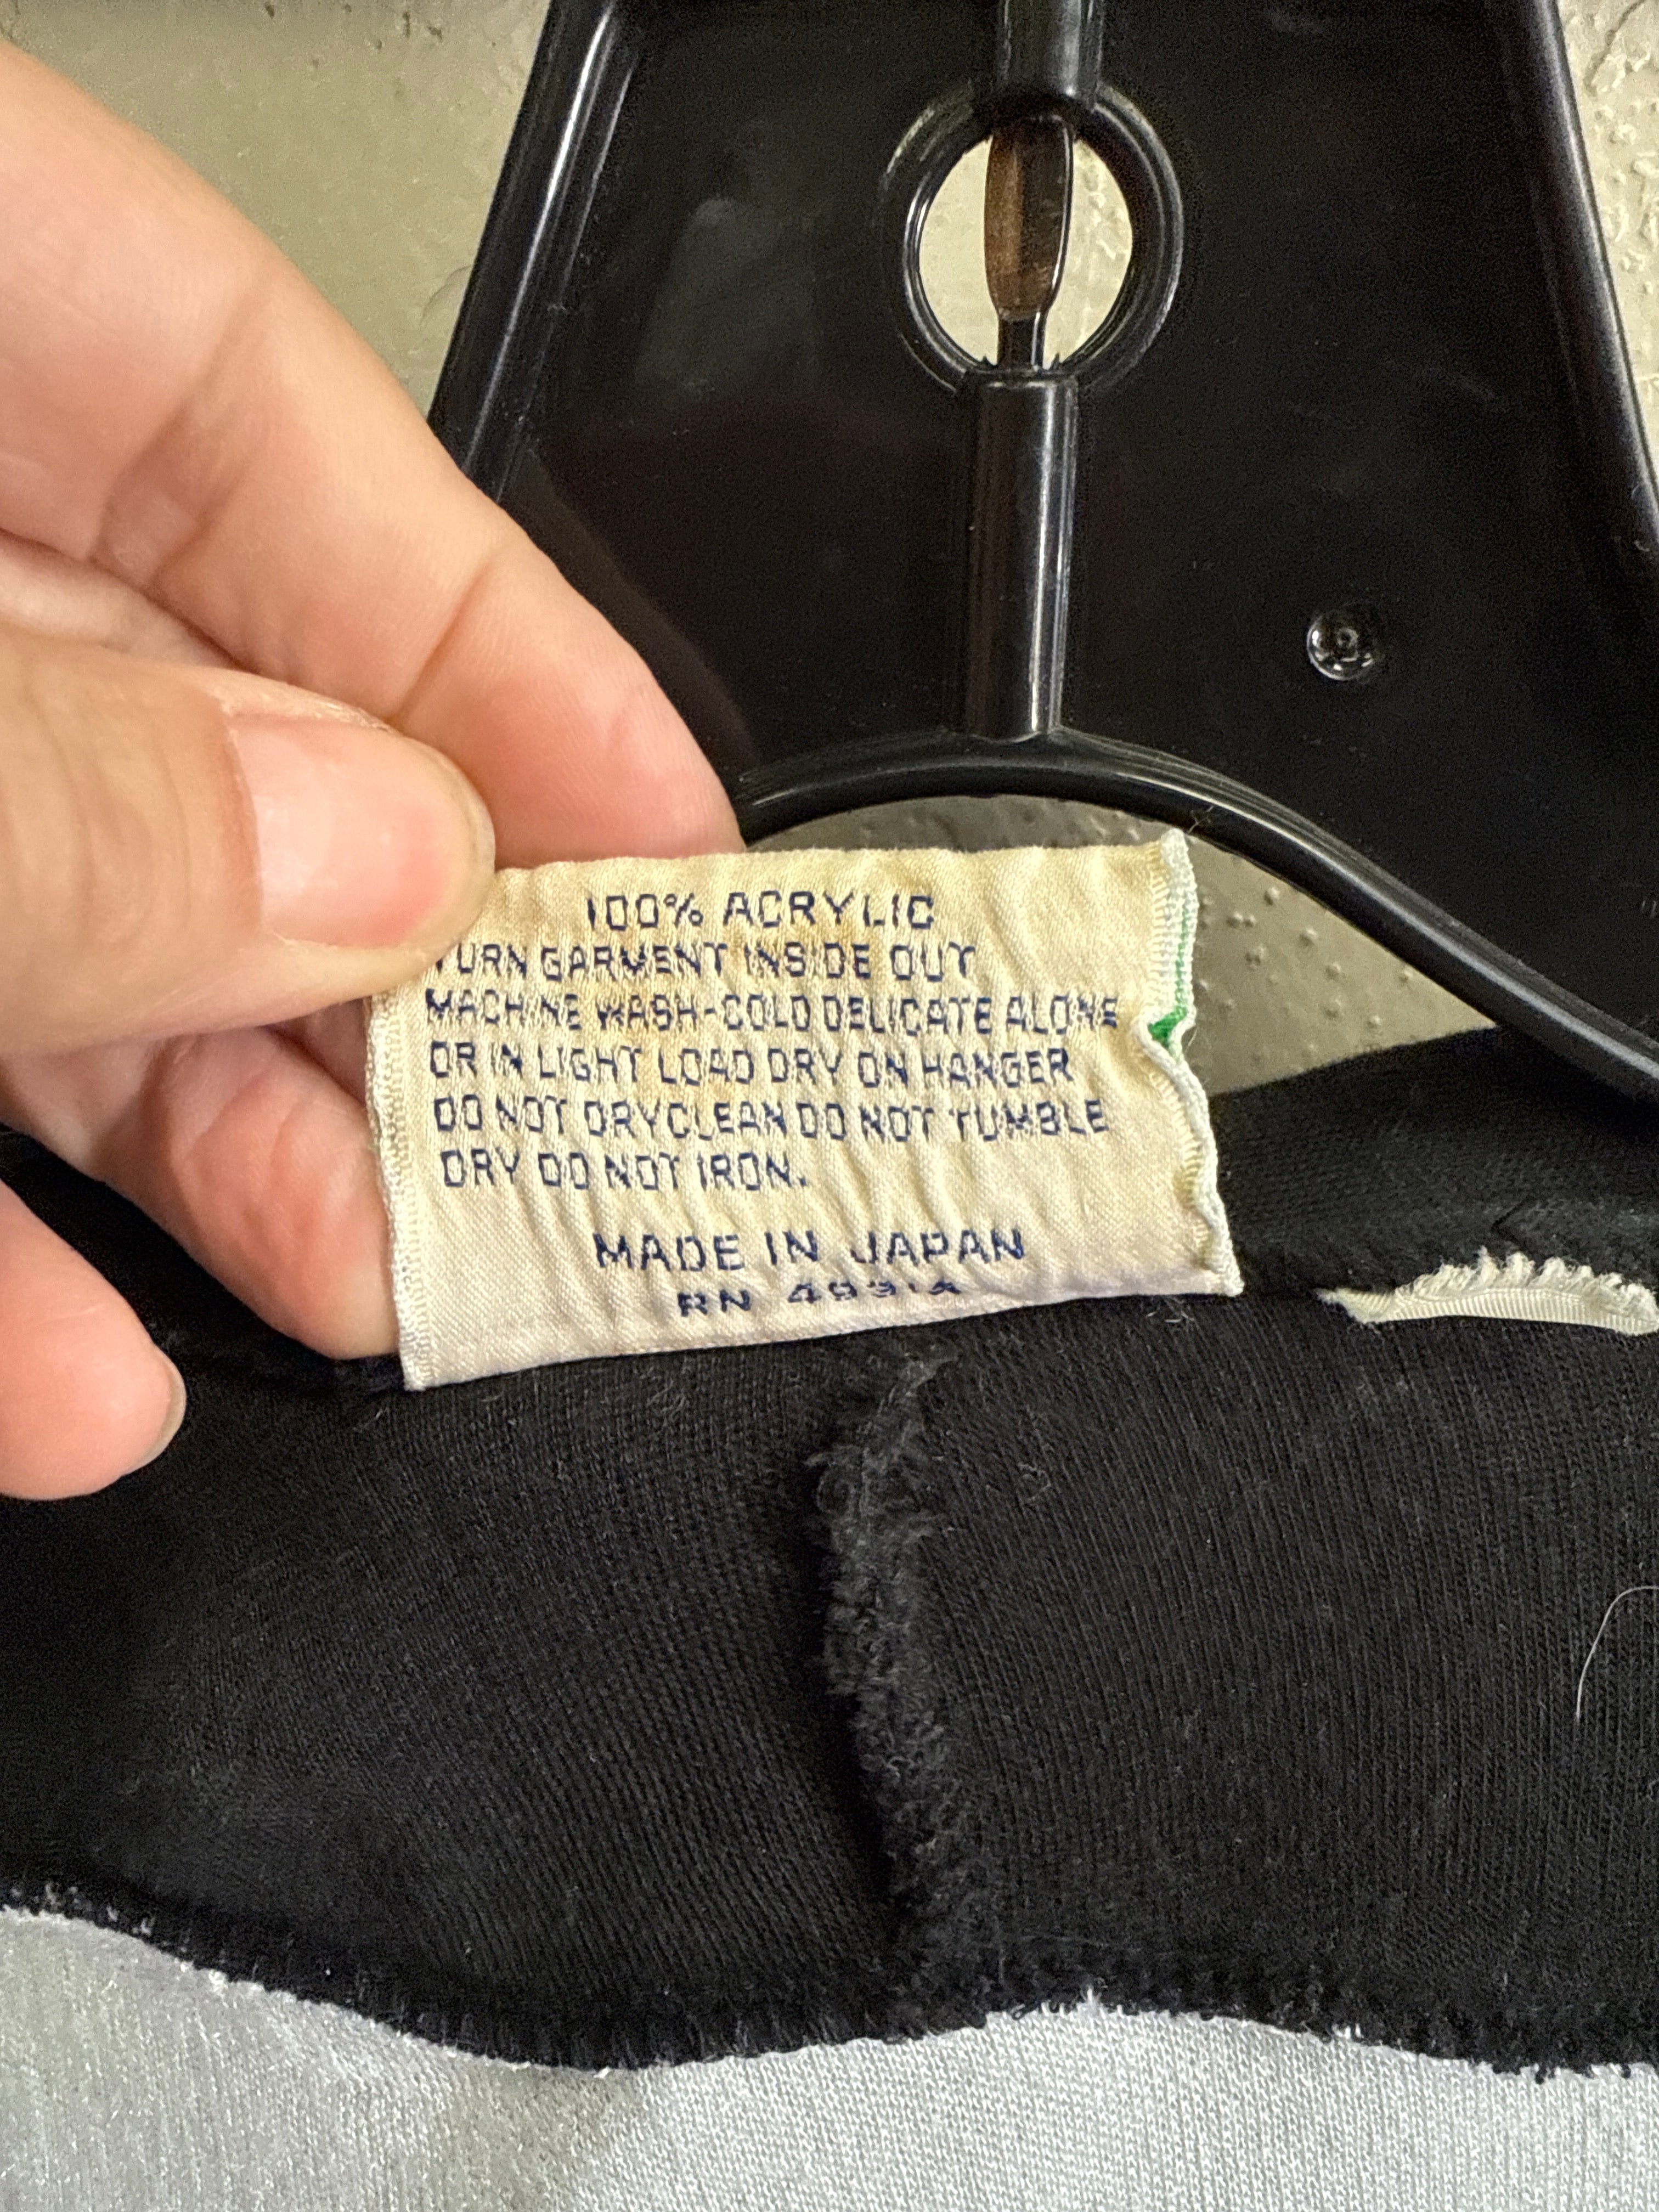 100% ACRYLIC
TURN GARMENT INSIDE OUT
MACHINE WASH-COLD DELICATE ALONE
OR IN LIGHT LOAD DRY ON HANGER
DO NOT DRYCLEAN DO NOT TUMBLE
DRY DO NOT IRON.
MADE IN JAPAN
RN